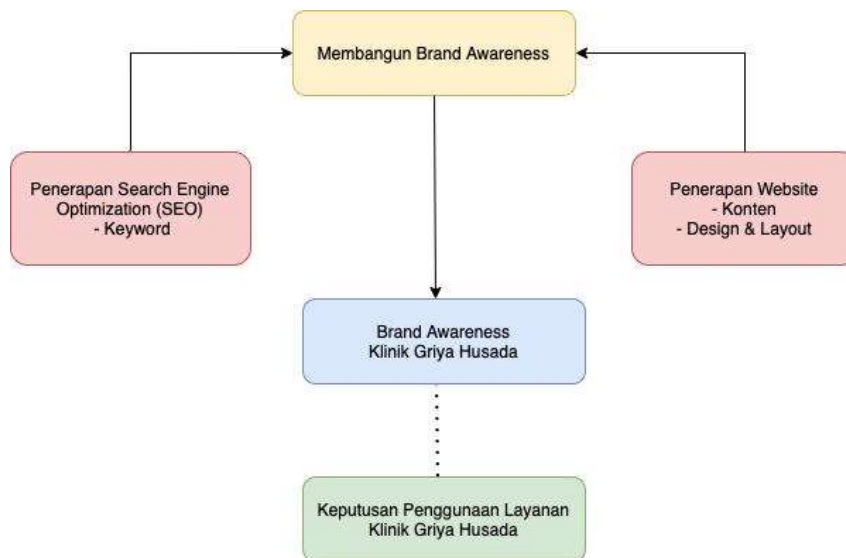 Membangun Brand Awareness
Penerapan Search Engine
Optimization (SEO)
- Keyword
Penerapan Website
- Konten
- Design & Layout
Brand Awareness
Klinik Griya Husada
Keputusan Penggunaan Layanan
Klinik Griya Husada